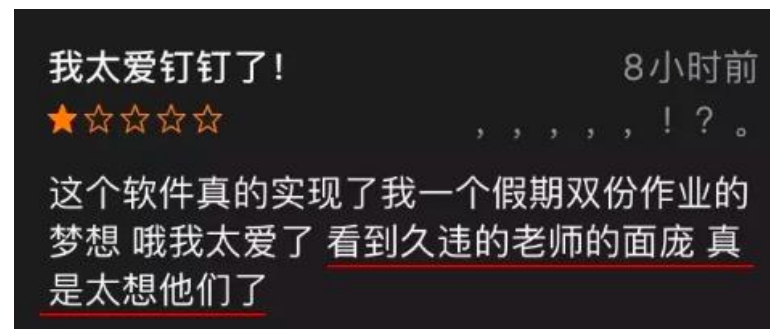 我太爱钉钉了! 8小时前
, , , , , ! ? 。
这个软件真的实现了我一个假期双份作业的
梦想 哦我太爱了 看到久违的老师的面庞 真
是太想他们了